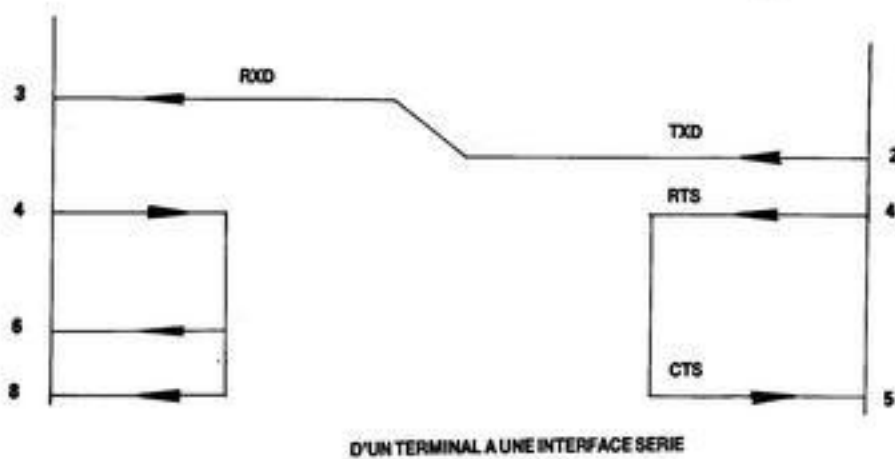 RXD
3
TXD
2
4
RTS
4
6
8
CTS
5
D'UN TERMINAL A UNE INTERFACE SERIE